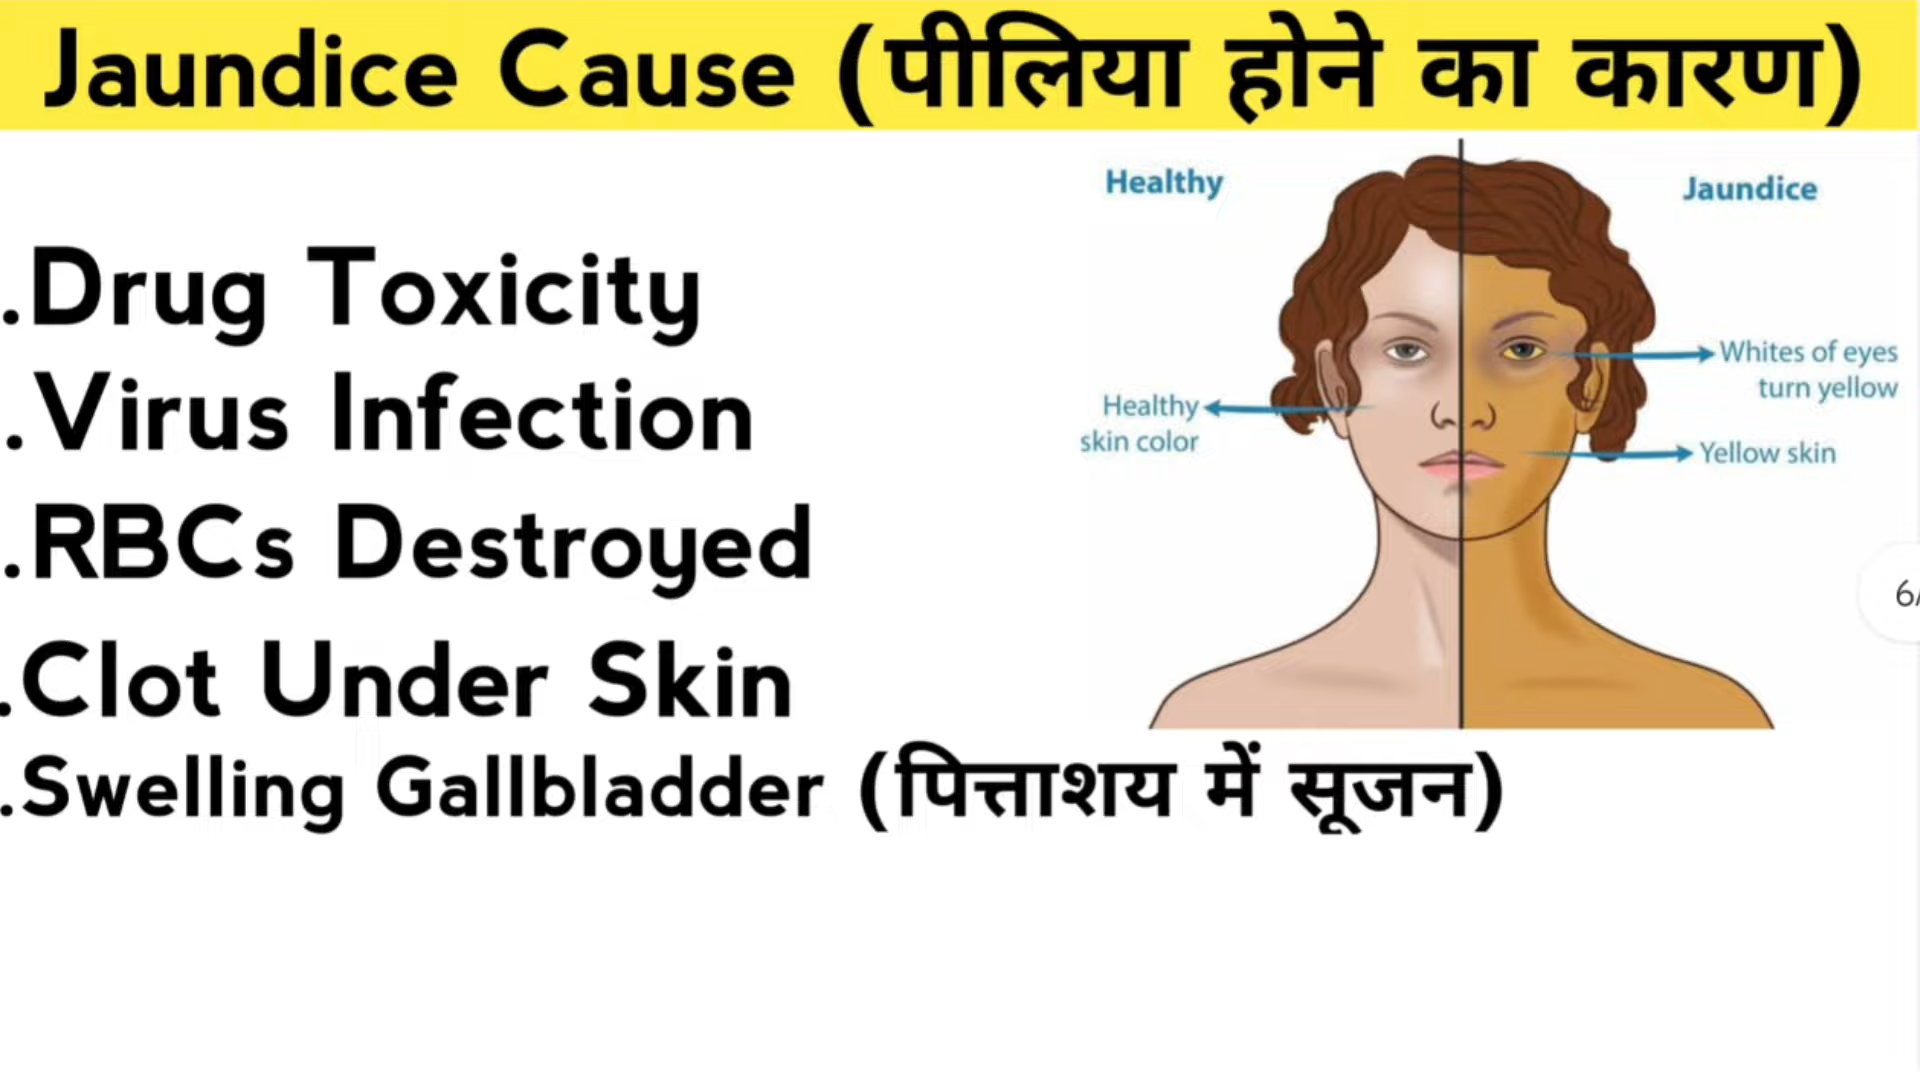 Jaundice Cause (पीलिया होने का कारण)
Healthy
Jaundice
.Drug Toxicity
.Virus Infection
.RBCs Destroyed
.Clot Under Skin
.Swelling Gallbladder (पित्ताशय में सूजन)
Healthy
skin color
Whites of eyes
turn yellow
Yellow skin
6/